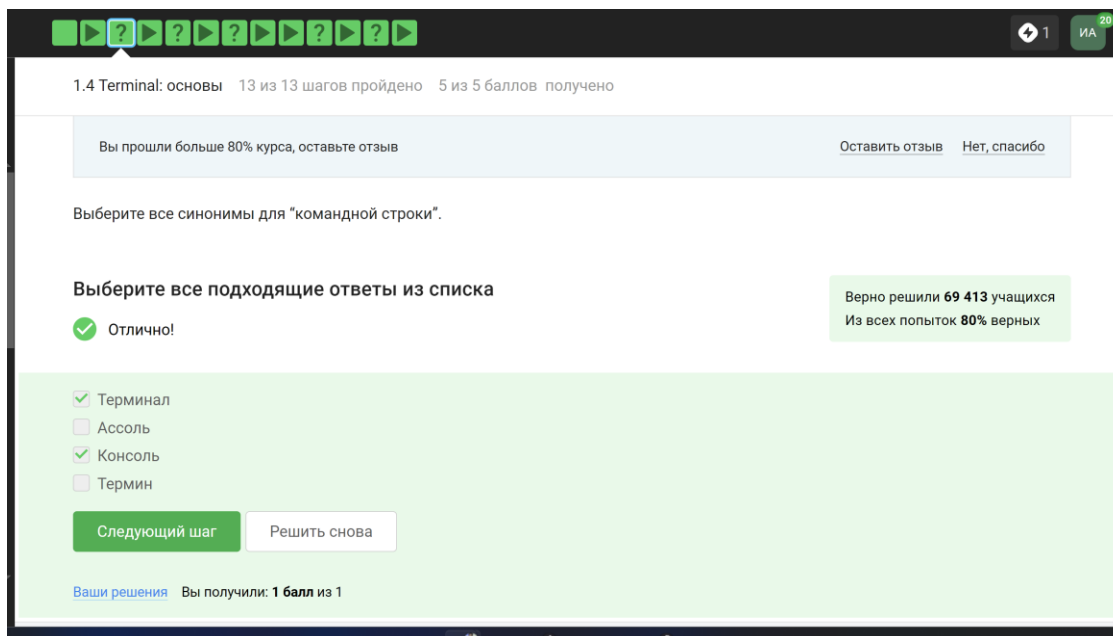 ? ? ? ? ?
1
ИА
20
1.4 Terminal: основы 13 из 13 шагов пройдено 5 из 5 баллов получено
Вы прошли больше 80% курса, оставьте отзыв Оставить отзыв Нет, спасибо
Выберите все синонимы для “командной строки”.
Выберите все подходящие ответы из списка
Отлично!
Верно решили 69 413 учащихся
Из всех попыток 80% верных
Терминал
Ассоль
Консоль
Термин
Следующий шаг Решить снова
Ваши решения Вы получили: 1 балл из 1